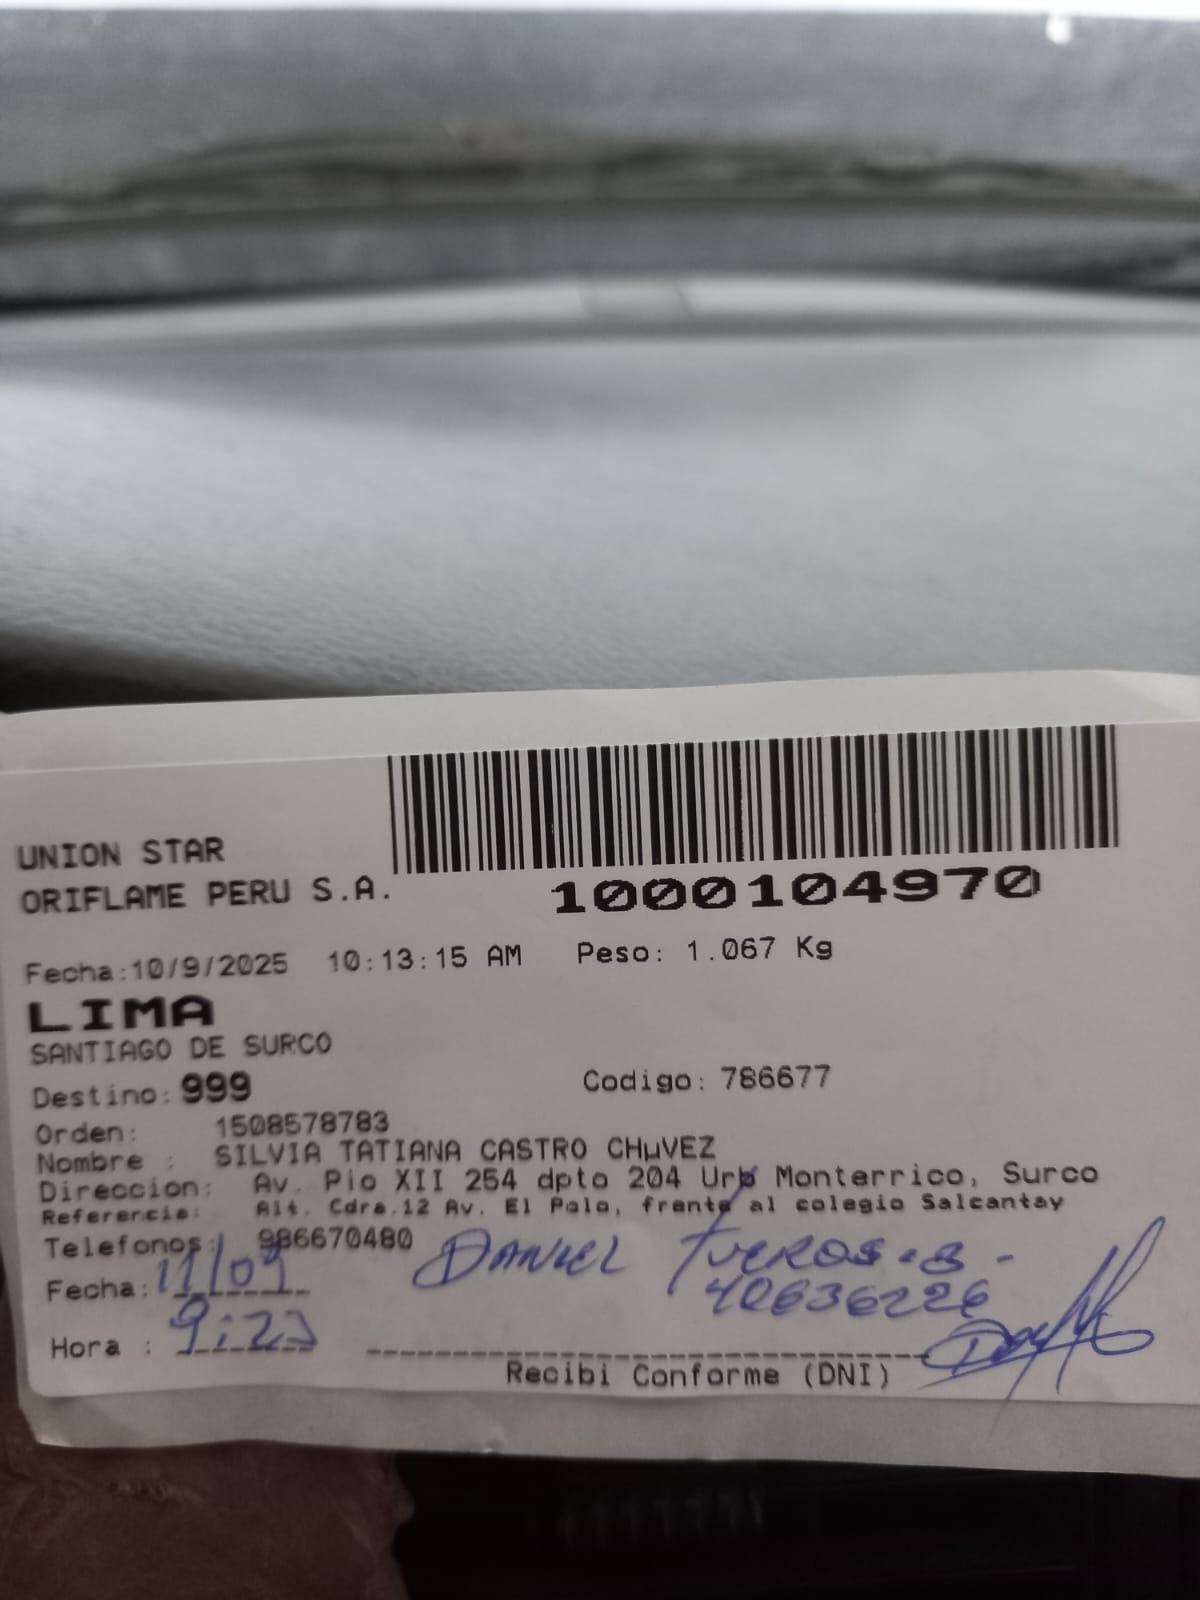 UNION STAR
ORIFLAME PERU S.A.
1000104970
Fecha:10/9/2025 10:13:15 AM Peso: 1.067 Kg
LIMA
SANTIAGO DE SURCO
Destino: 999 Codigo: 786677
Orden: 1508578783
Nombre : SILVIA TATIANA CASTRO CHµVEZ
Direccion: Av. Pio XII 254 dpto 204 Urb Monterrico, Surco
Referencia: Alt. Cdra.12 Av. El Polo, frente al colegio Salcantay
Telefonos: 986670480 DANIEL TUEROS.B-
Fecha: 11/09 40636226
Hora : 9:23
Recibi Conforme (DNI)